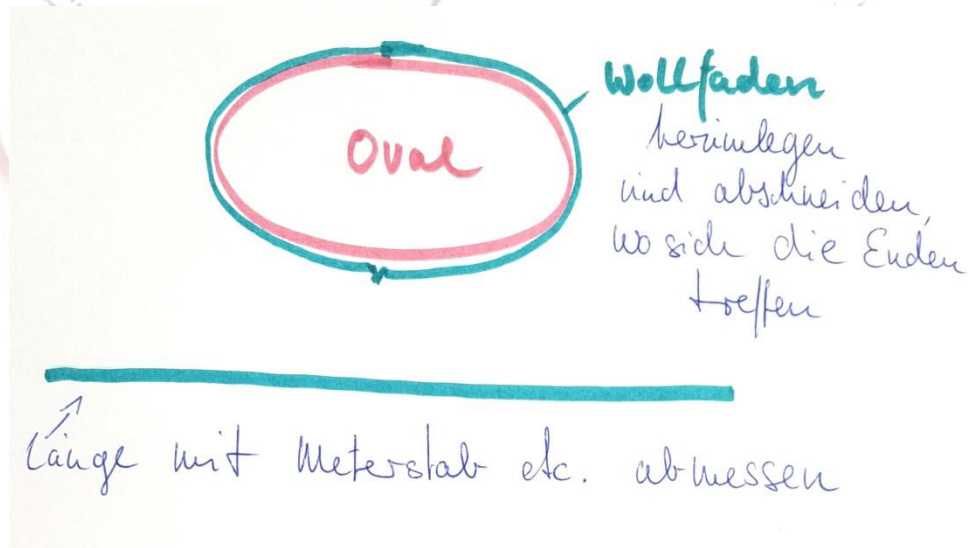 Oval
Wollfaden
herumlegen
und abschneiden,
wo sich die Enden
treffen
Länge mit Meterstab etc. abmessen